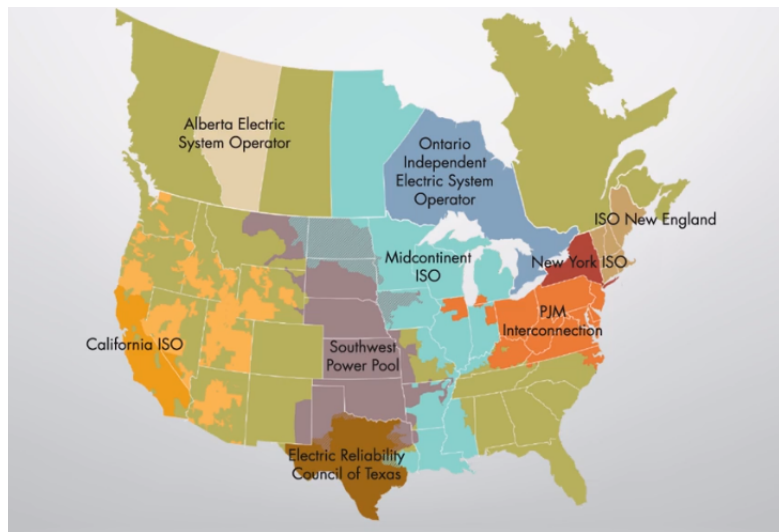 Alberta Electric
System Operator
Ontario
Independent
Electric System
Operator
ISO New England
Midcontinent
ISO
New York ISO
PJM
Interconnection
California ISO
Southwest
Power Pool
Electric Reliability
Council of Texas